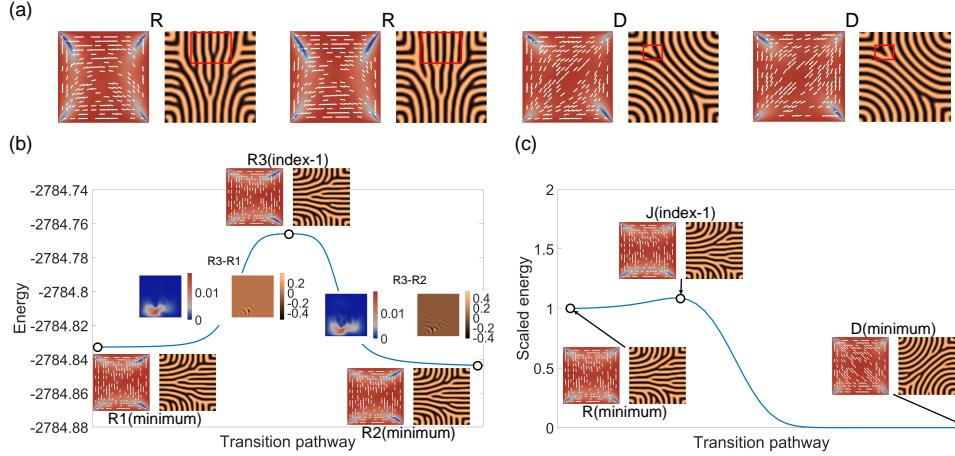 (a)
R
R
D
D
(b)
R3(index-1)
-2784.74
-2784.76
-2784.78
-2784.8
-2784.82
-2784.84
-2784.86
-2784.88
Energy
R3-R1
0.01
0
0.4
0.2
0
-0.2
-0.4
R3-R2
0.01
0
0.4
0.2
0
-0.2
-0.4
R1(minimum)
R2(minimum)
Transition pathway
(c)
2
1.5
1
0.5
0
Scaled energy
J(index-1)
D(minimum)
R(minimum)
Transition pathway